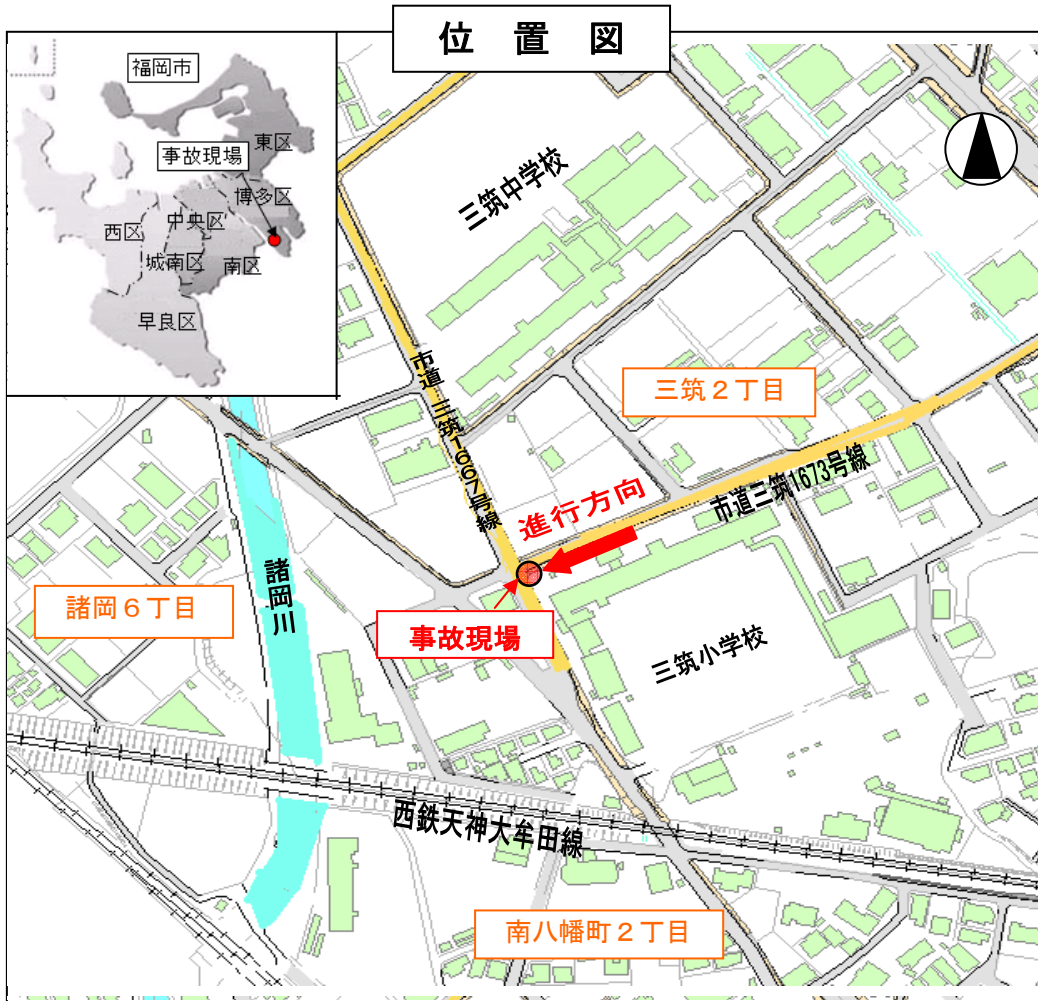 位置図
福岡市
東区
事故現場
博多区
中央区
西区
城南区
南区
早良区
三筑中学校
市道 三筑1667号線
三筑2丁目
市道三筑1673号線
進行方向
諸岡川
諸岡6丁目
事故現場
三筑小学校
西鉄天神大牟田線
南八幡町2丁目